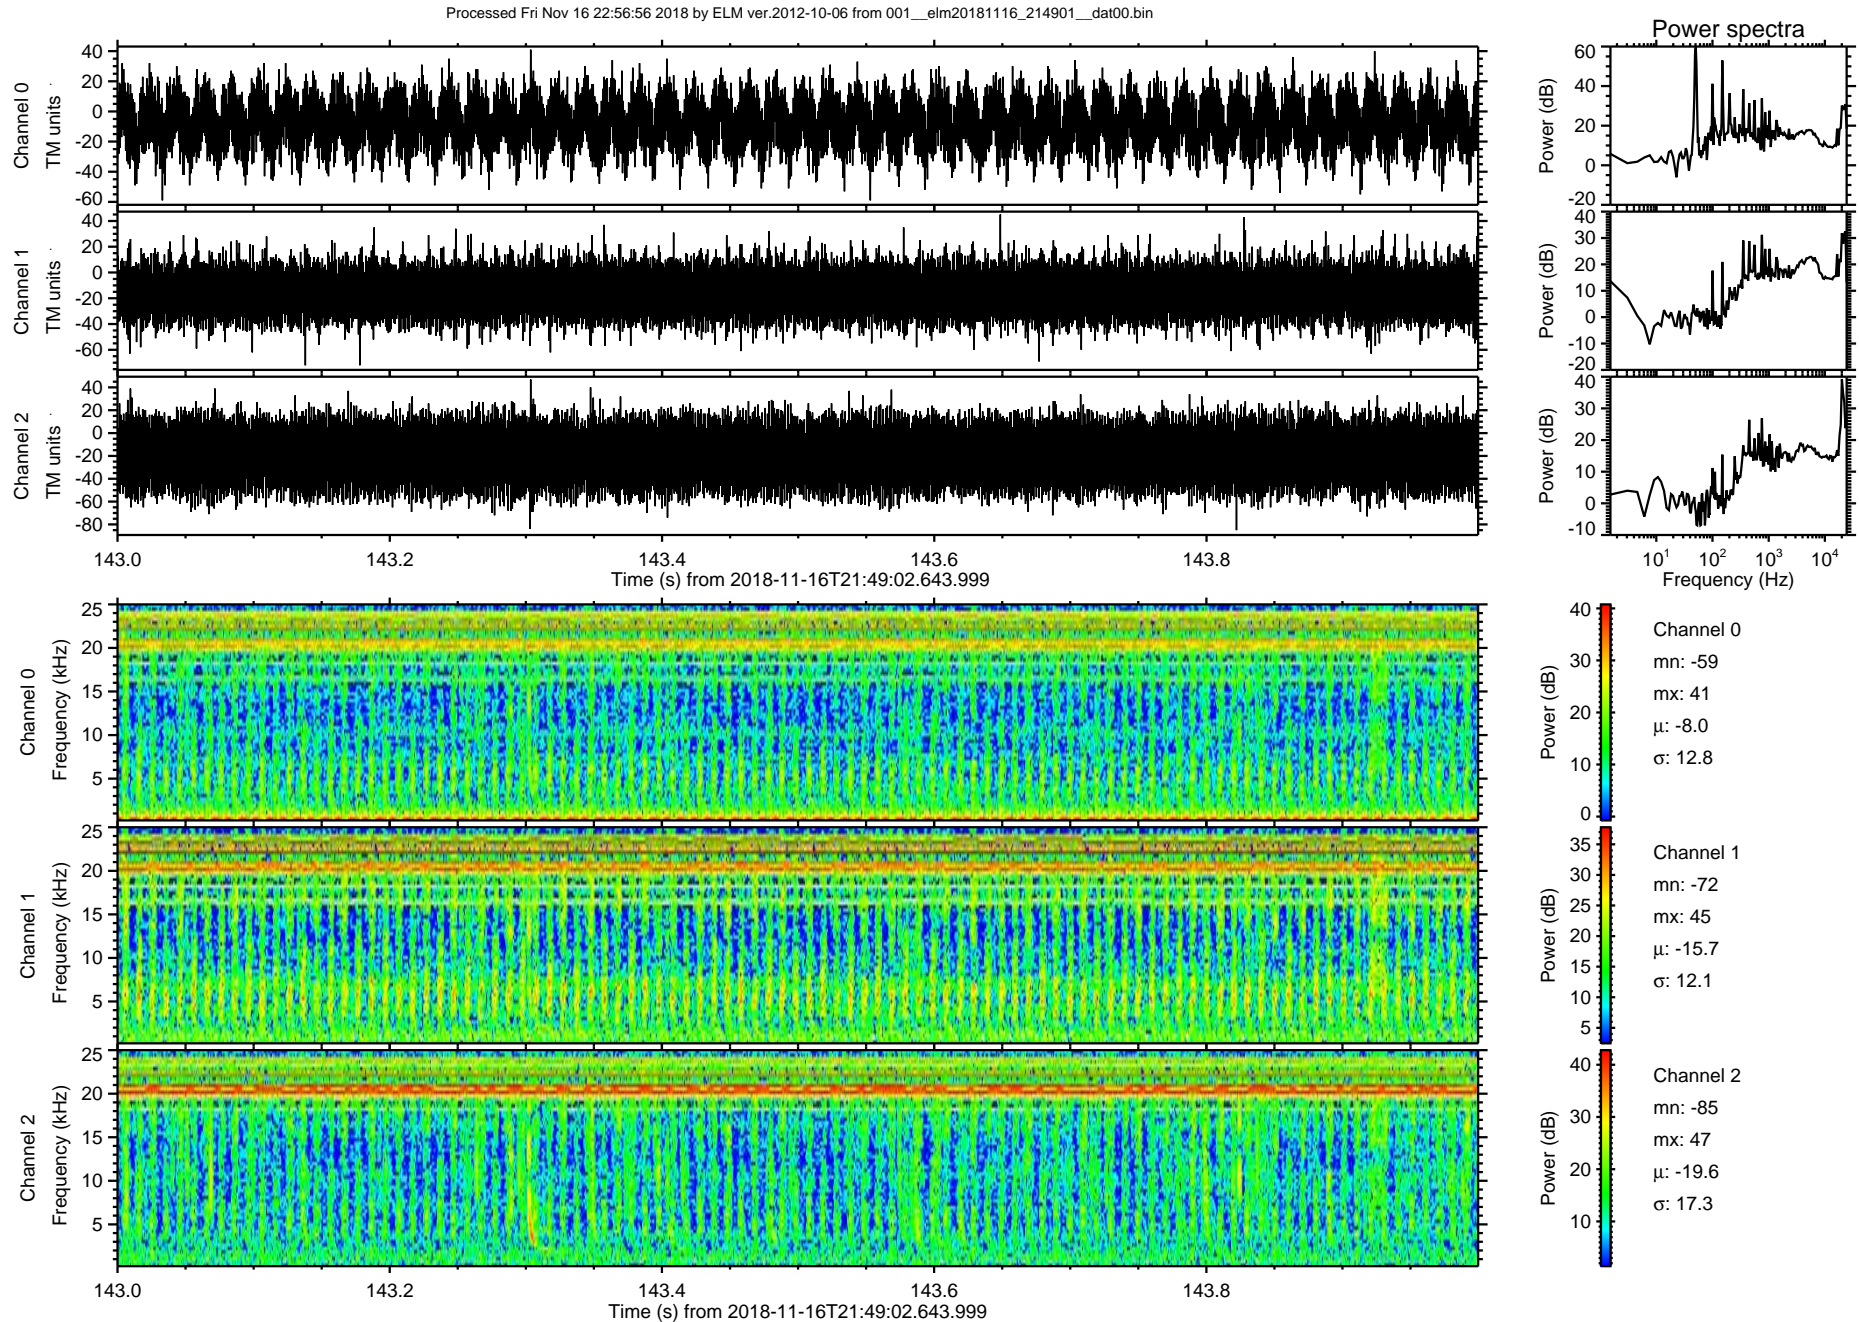 Processed Fri Nov 16 22:56:56 2018 by ELM ver.2012-10-06 from 001__elm20181116_214901__dat00.bin
Power spectra
Channel 0
TM units
40
20
0
-20
-40
-60
Power (dB)
60
40
20
0
-20
Channel 1
TM units
40
20
0
-20
-40
-60
Power (dB)
40
30
20
10
0
-10
-20
Channel 2
TM units
40
20
0
-20
-40
-60
-80
Power (dB)
40
30
20
10
0
-10
143.0 143.2 143.4 143.6 143.8
Time (s) from 2018-11-16T21:49:02.643.999
10¹ 10² 10³ 10⁴
Frequency (Hz)
Channel 0
Frequency (kHz)
25
20
15
10
5
Power (dB)
40
30
20
10
0
Channel 0
mn: -59
mx: 41
μ: -8.0
σ: 12.8
Channel 1
Frequency (kHz)
25
20
15
10
5
Power (dB)
35
30
25
20
15
10
5
Channel 1
mn: -72
mx: 45
μ: -15.7
σ: 12.1
Channel 2
Frequency (kHz)
25
20
15
10
5
Power (dB)
40
30
20
10
Channel 2
mn: -85
mx: 47
μ: -19.6
σ: 17.3
143.0 143.2 143.4 143.6 143.8
Time (s) from 2018-11-16T21:49:02.643.999